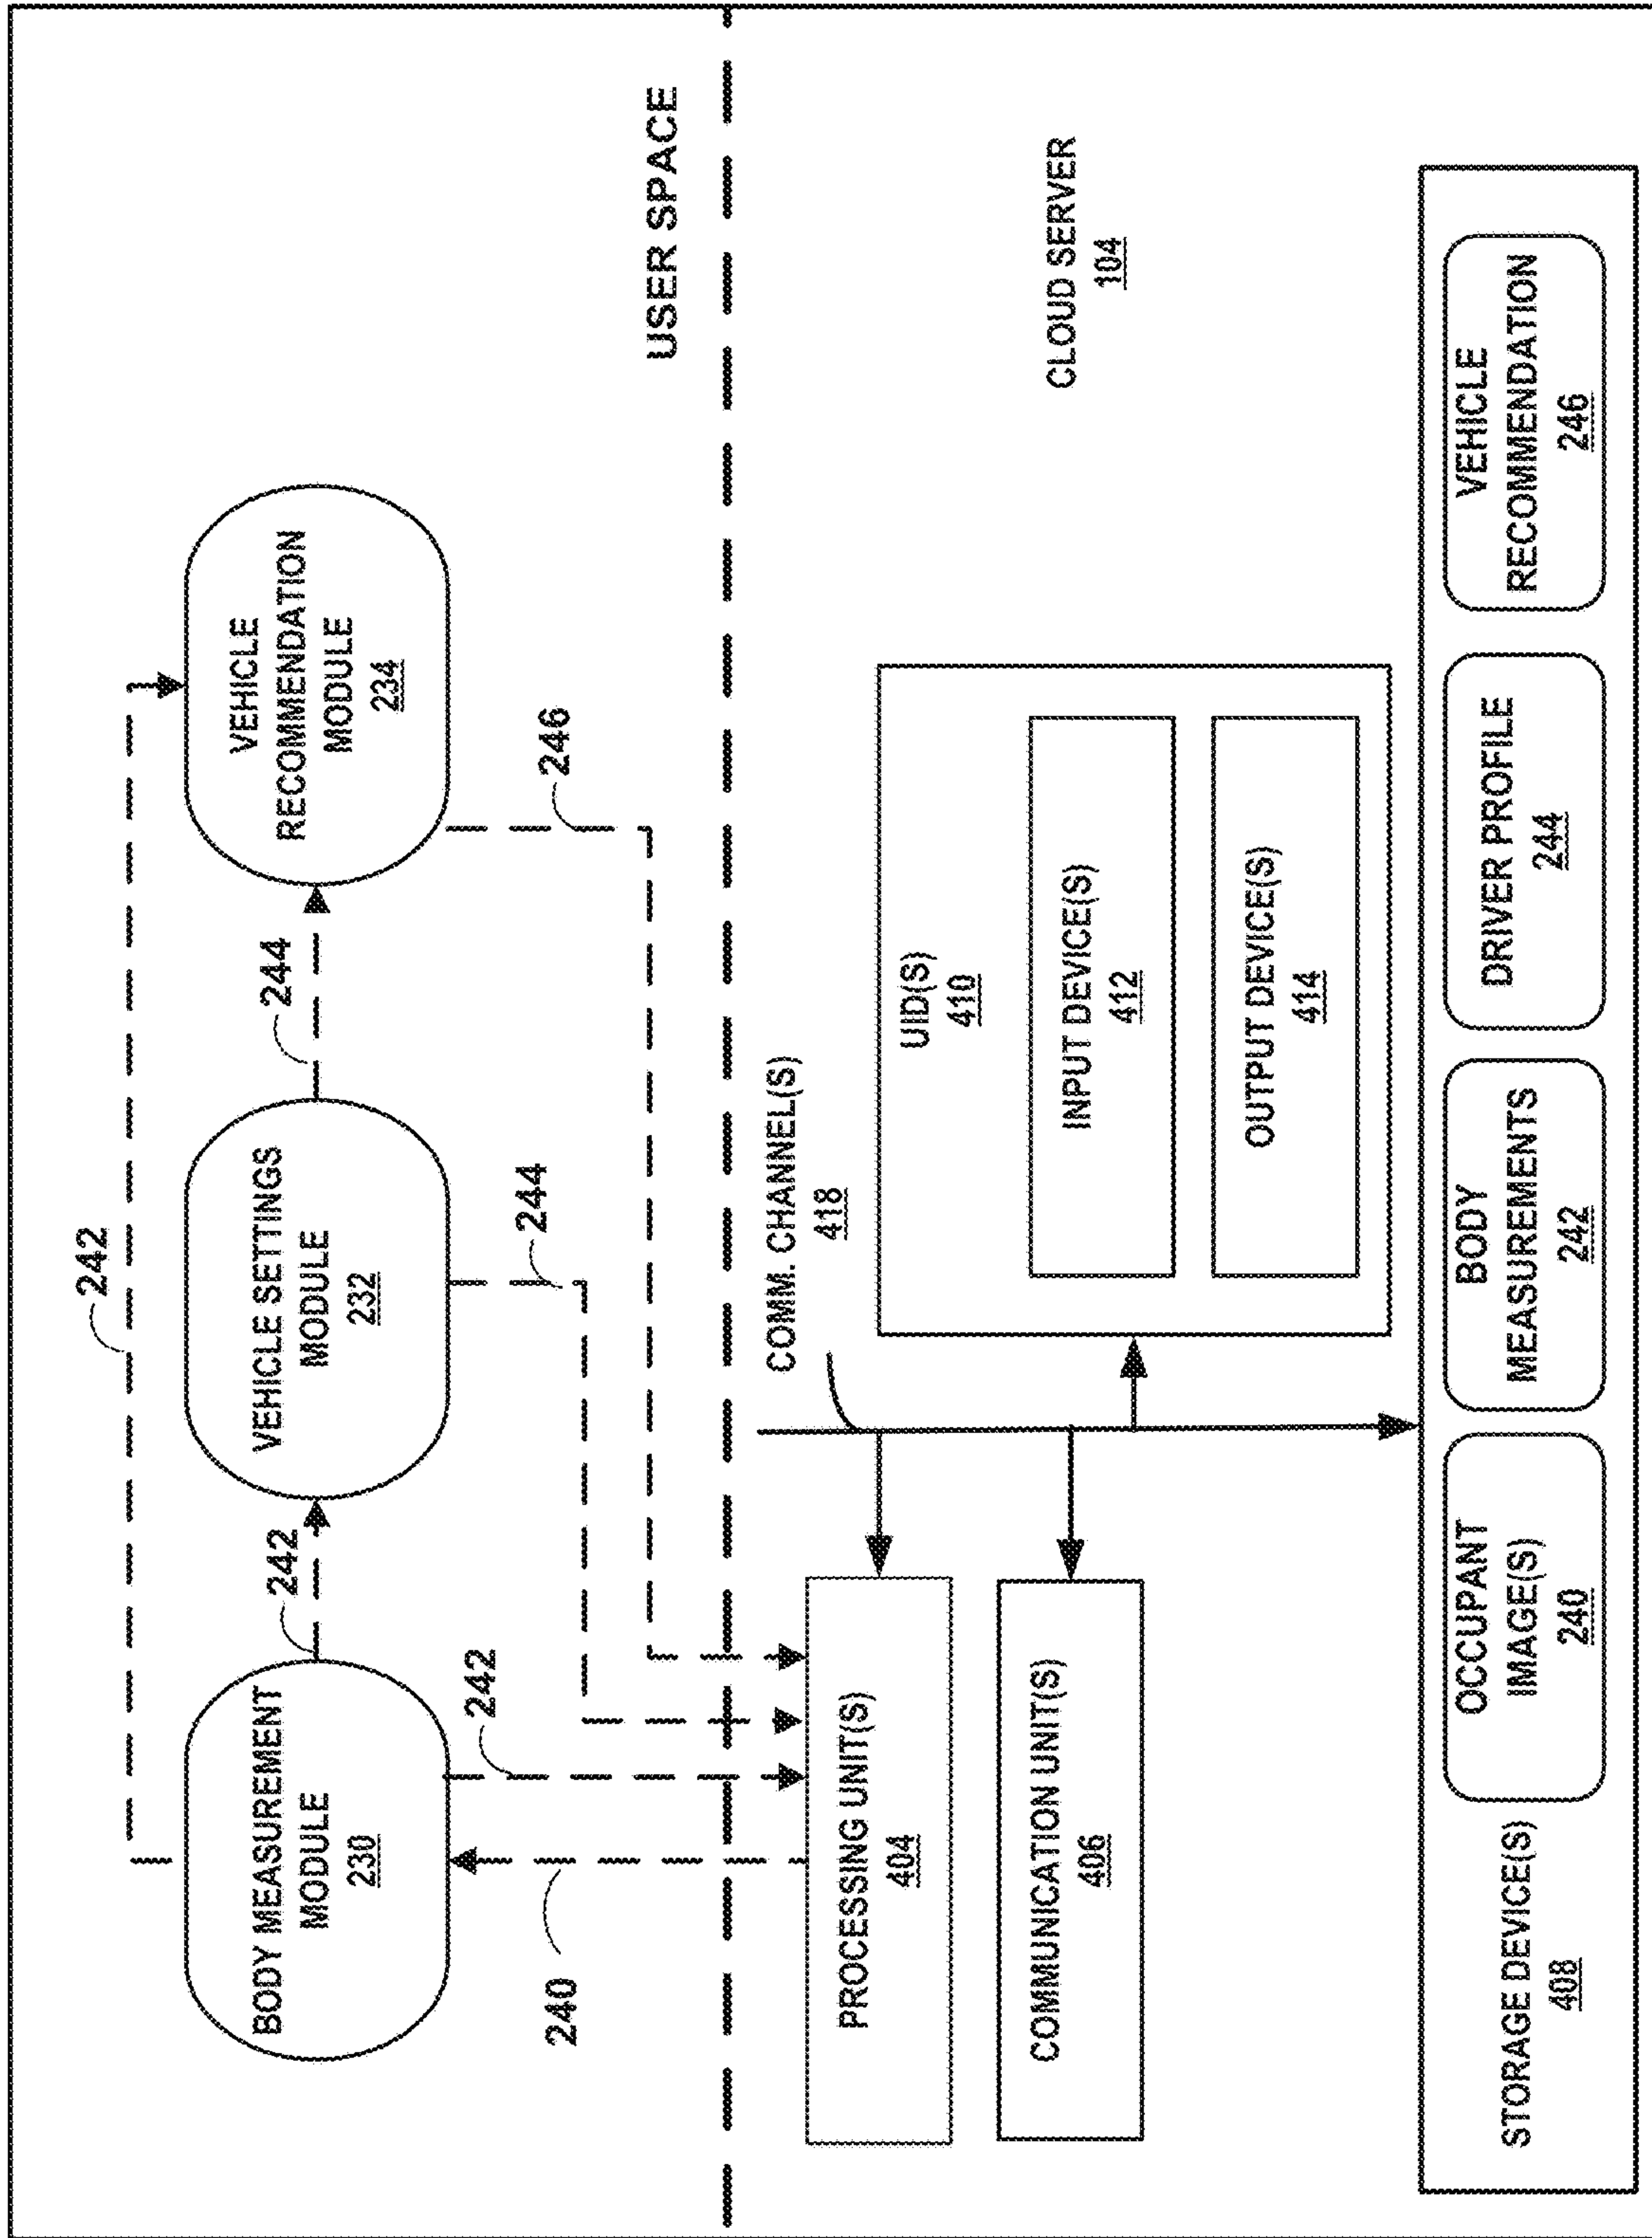 242
BODY MEASUREMENT
MODULE
230
242
VEHICLE SETTINGS
MODULE
232
244
VEHICLE
RECOMMENDATION
MODULE
234
240
242
244
246
USER SPACE
COMM. CHANNEL(S)
418
PROCESSING UNIT(S)
404
COMMUNICATION UNIT(S)
406
UID(S)
410
INPUT DEVICE(S)
412
OUTPUT DEVICE(S)
414
CLOUD SERVER
104
STORAGE DEVICE(S)
408
OCCUPANT
IMAGE(S)
240
BODY
MEASUREMENTS
242
DRIVER PROFILE
244
VEHICLE
RECOMMENDATION
246